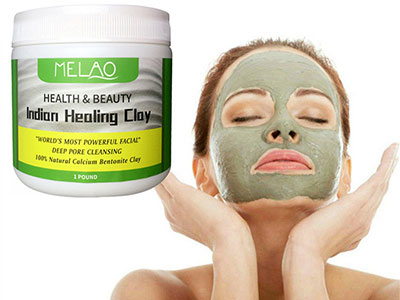 MELAO
HEALTH & BEAUTY
Indian Healing Clay
"WORLD'S MOST POWERFUL FACIAL"
DEEP PORE CLEANSING
100% Natural Calcium Bentonite Clay
1 POUND